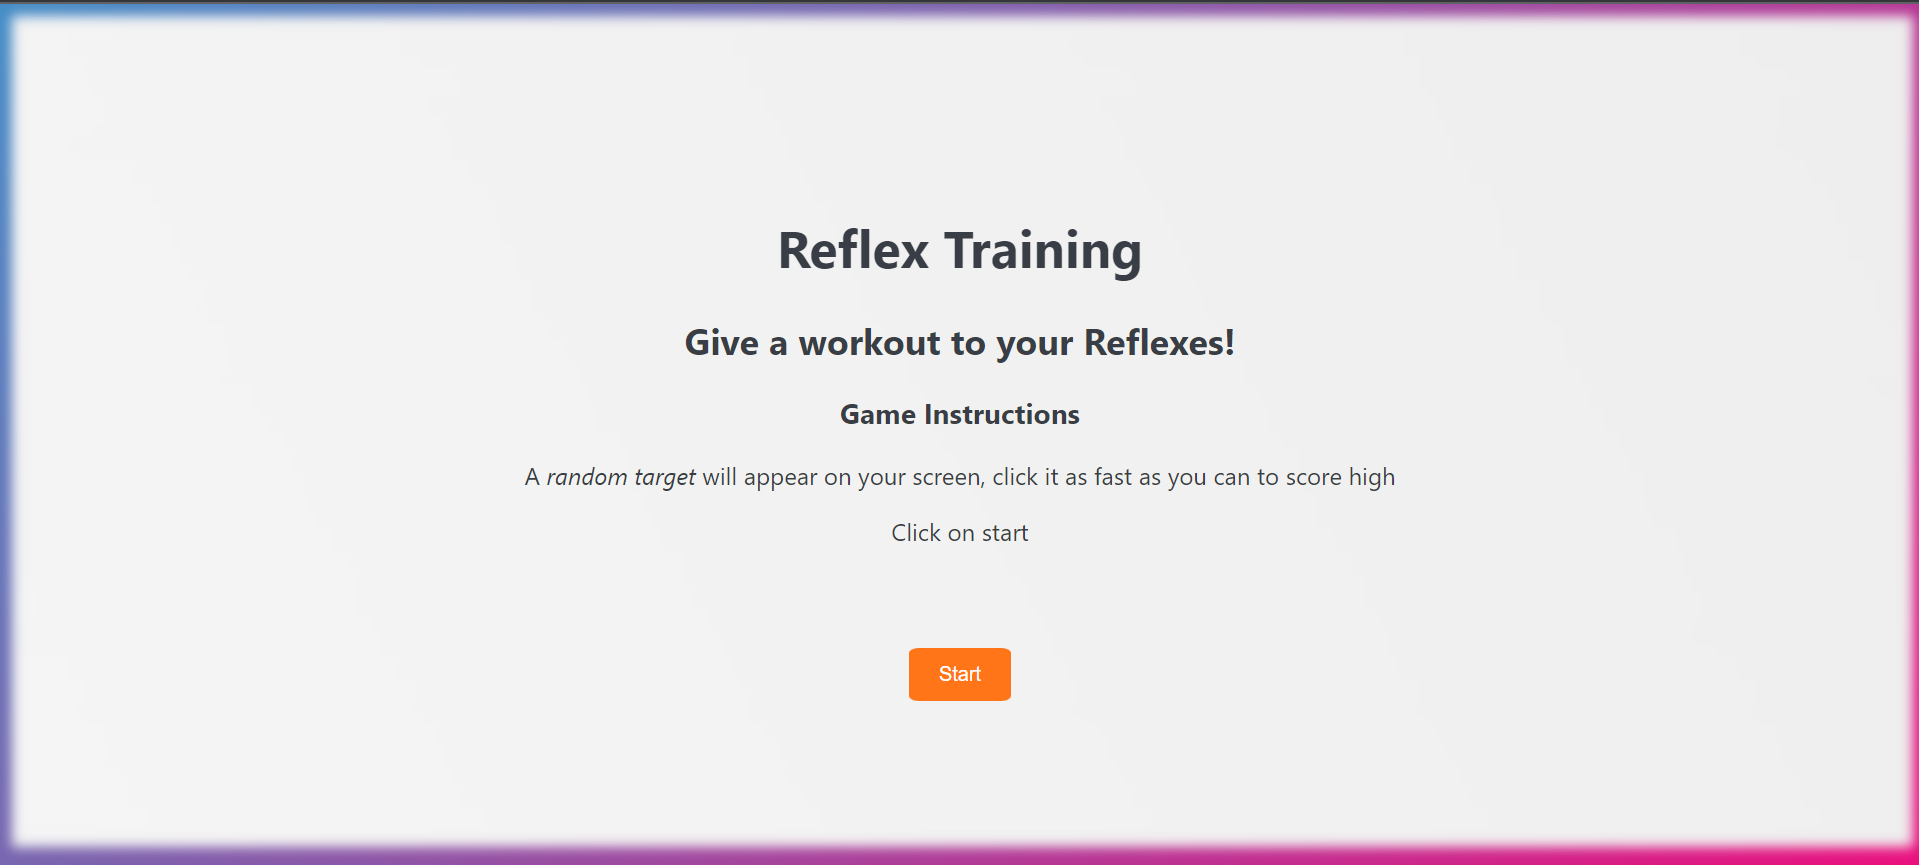 Reflex Training
Give a workout to your Reflexes!
Game Instructions
A random target will appear on your screen, click it as fast as you can to score high
Click on start
Start